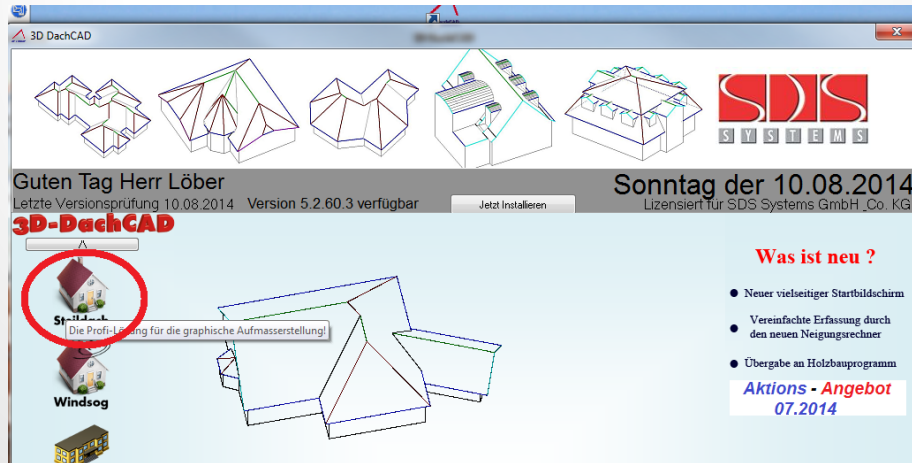 3D DachCAD
SDS
SYSTEMS
Guten Tag Herr Löber
Sonntag der 10.08.2014
Letzte Versionsprüfung 10.08.2014 Version 5.2.60.3 verfügbar
Jetzt Installieren
Lizensiert für SDS Systems GmbH_Co. KG
3D-DachCAD
Die Profi-Lösung für die graphische Aufmasserstellung!
Windsog
Was ist neu ?
Neuer vielseitiger Startbildschirm
Vereinfachte Erfassung durch
den neuen Neigungsrechner
Übergabe an Holzbauprogramm
Aktions - Angebot
07.2014